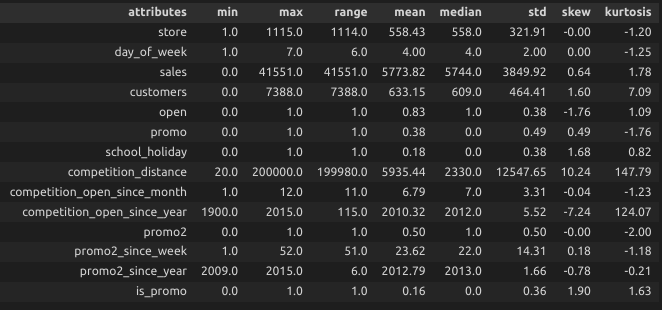 attributes min max range mean median std skew kurtosis
store 1.0 1115.0 1114.0 558.43 558.0 321.91 -0.00 -1.20
day_of_week 1.0 7.0 6.0 4.00 4.0 2.00 0.00 -1.25
sales 0.0 41551.0 41551.0 5773.82 5744.0 3849.92 0.64 1.78
customers 0.0 7388.0 7388.0 633.15 609.0 464.41 1.60 7.09
open 0.0 1.0 1.0 0.83 1.0 0.38 -1.76 1.09
promo 0.0 1.0 1.0 0.38 0.0 0.49 0.49 -1.76
school_holiday 0.0 1.0 1.0 0.18 0.0 0.38 1.68 0.82
competition_distance 20.0 200000.0 199980.0 5935.44 2330.0 12547.65 10.24 147.79
competition_open_since_month 1.0 12.0 11.0 6.79 7.0 3.31 -0.04 -1.23
competition_open_since_year 1900.0 2015.0 115.0 2010.32 2012.0 5.52 -7.24 124.07
promo2 0.0 1.0 1.0 0.50 1.0 0.50 -0.00 -2.00
promo2_since_week 1.0 52.0 51.0 23.62 22.0 14.31 0.18 -1.18
promo2_since_year 2009.0 2015.0 6.0 2012.79 2013.0 1.66 -0.78 -0.21
is_promo 0.0 1.0 1.0 0.16 0.0 0.36 1.90 1.63